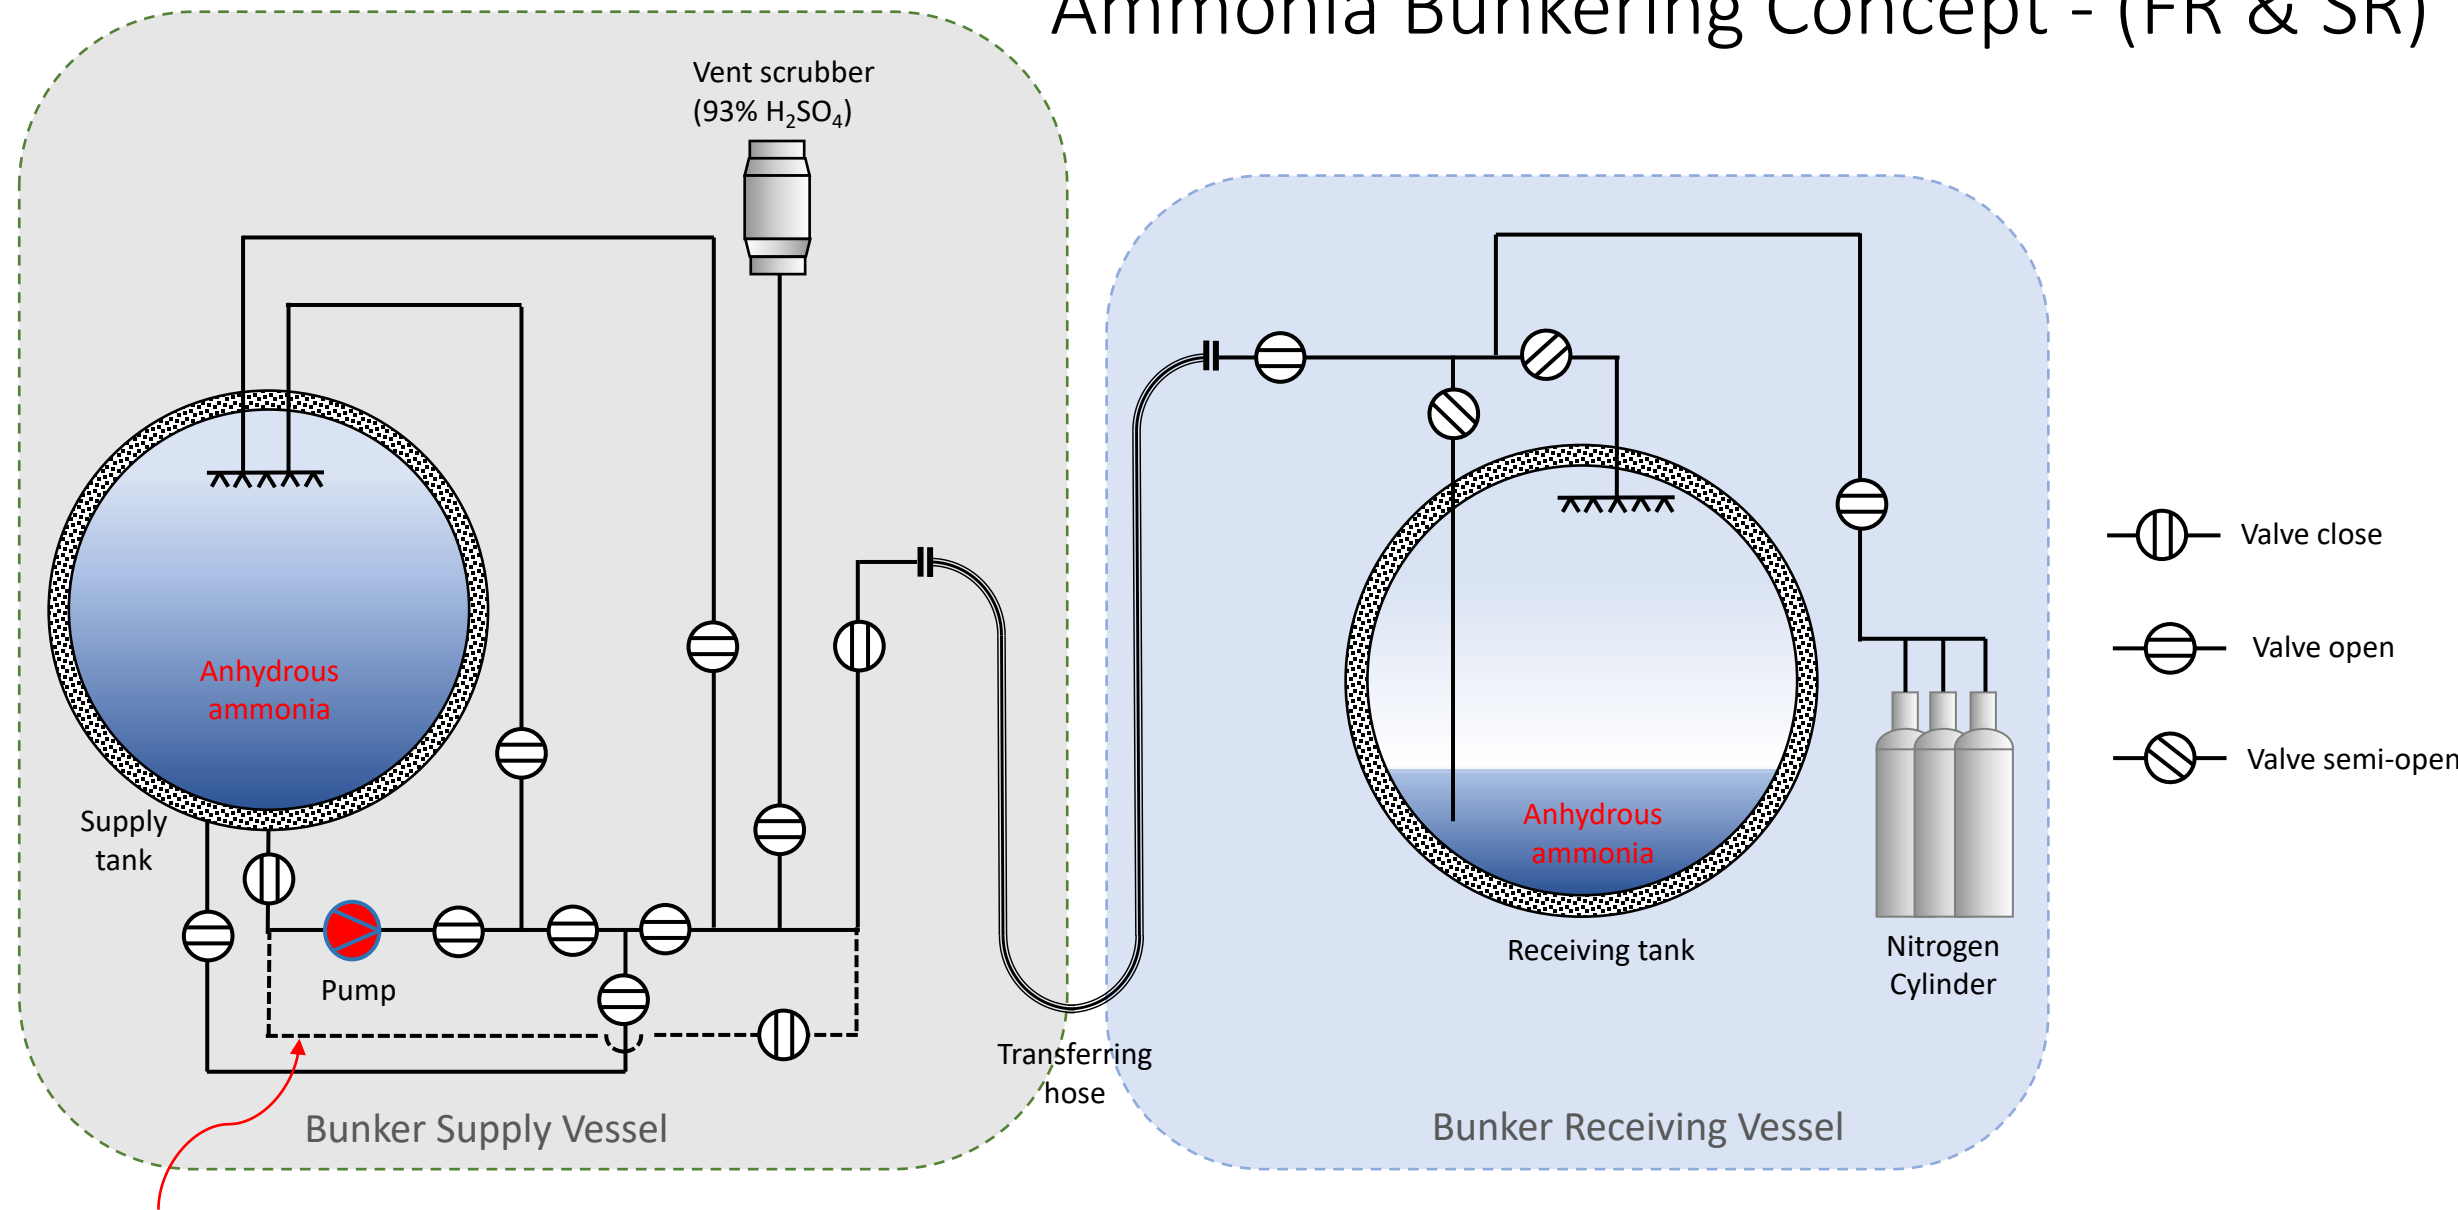 Ammonia Bunkering Concept - (FR & SR)
Vent scrubber
(93% H₂SO₄)
Anhydrous
ammonia
Supply
tank
Pump
Bunker Supply Vessel
Transferring
hose
Anhydrous
ammonia
Receiving tank
Nitrogen
Cylinder
Bunker Receiving Vessel
Valve close
Valve open
Valve semi-open